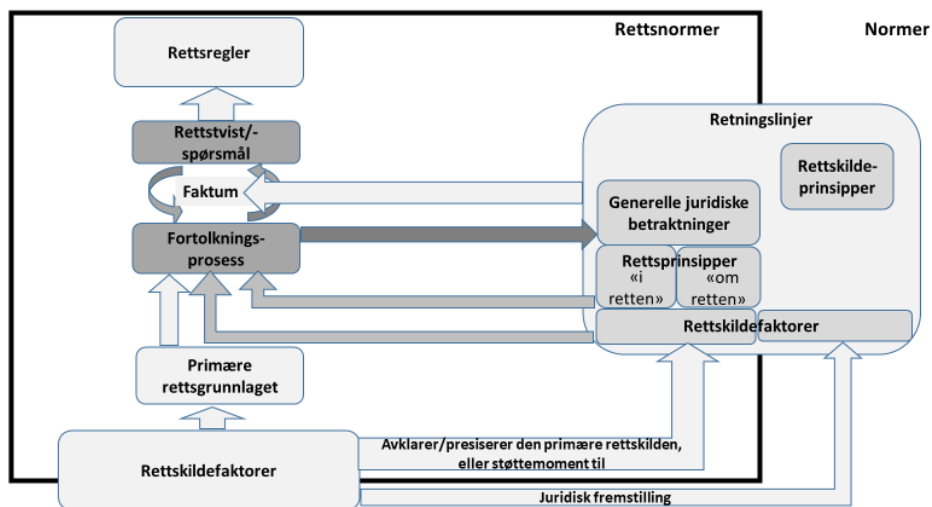 Rettsnormer
Normer
Rettsregler
Rettstvist/-
spørsmål
Faktum
Fortolknings-
prosess
Primære
rettsgrunnlaget
Rettskildefaktorer
Retningslinjer
Rettskilde-
prinsipper
Generelle juridiske
betraktninger
Rettsprinsipper
«i
retten»
«om
retten»
Rettskildefaktorer
Avklarer/presiserer den primære rettskilden,
eller støttemoment til
Juridisk fremstilling